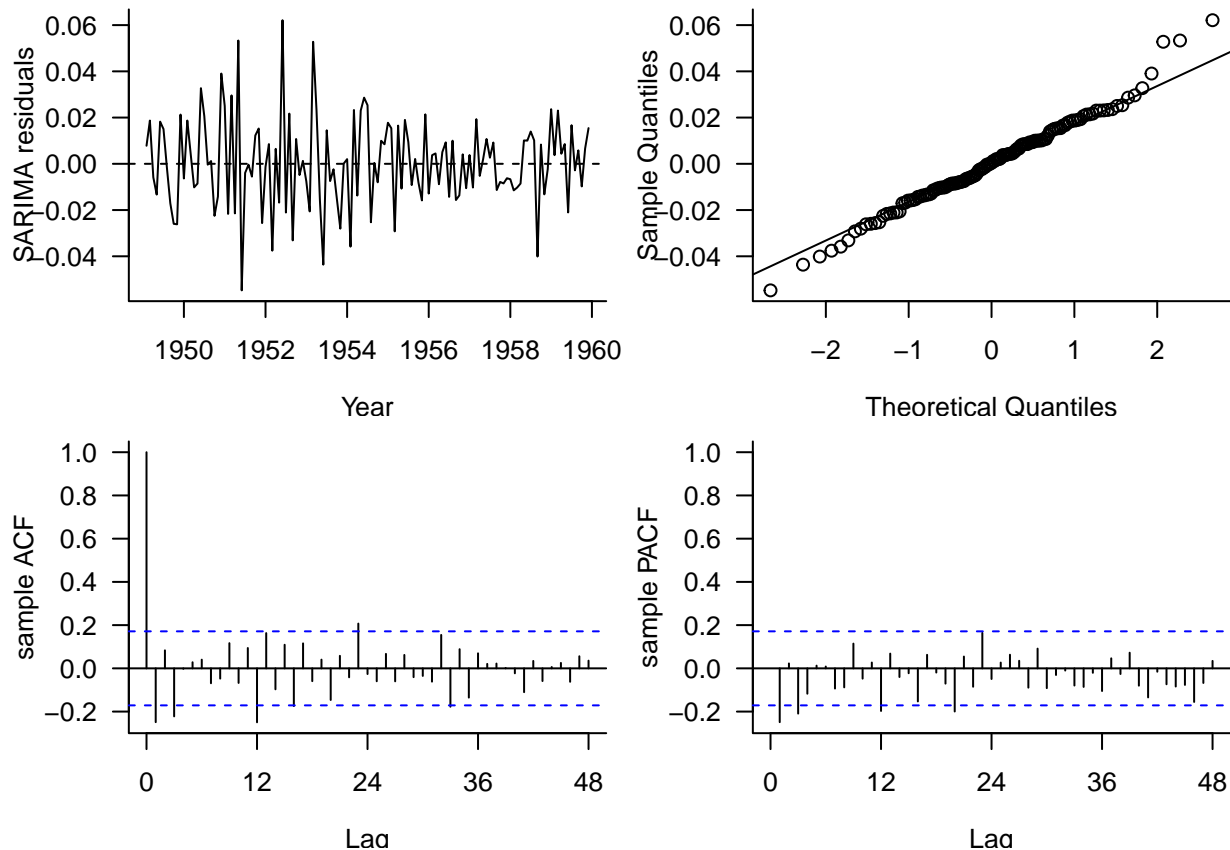 SARIMA residuals
0.06
0.04
0.02
0.00
−0.02
−0.04
1950 1952 1954 1956 1958 1960
Year
Sample Quantiles
0.06
0.04
0.02
0.00
−0.02
−0.04
−2 −1 0 1 2
Theoretical Quantiles
sample ACF
1.0
0.8
0.6
0.4
0.2
0.0
−0.2
0 12 24 36 48
Lag
sample PACF
1.0
0.8
0.6
0.4
0.2
0.0
−0.2
0 12 24 36 48
Lag